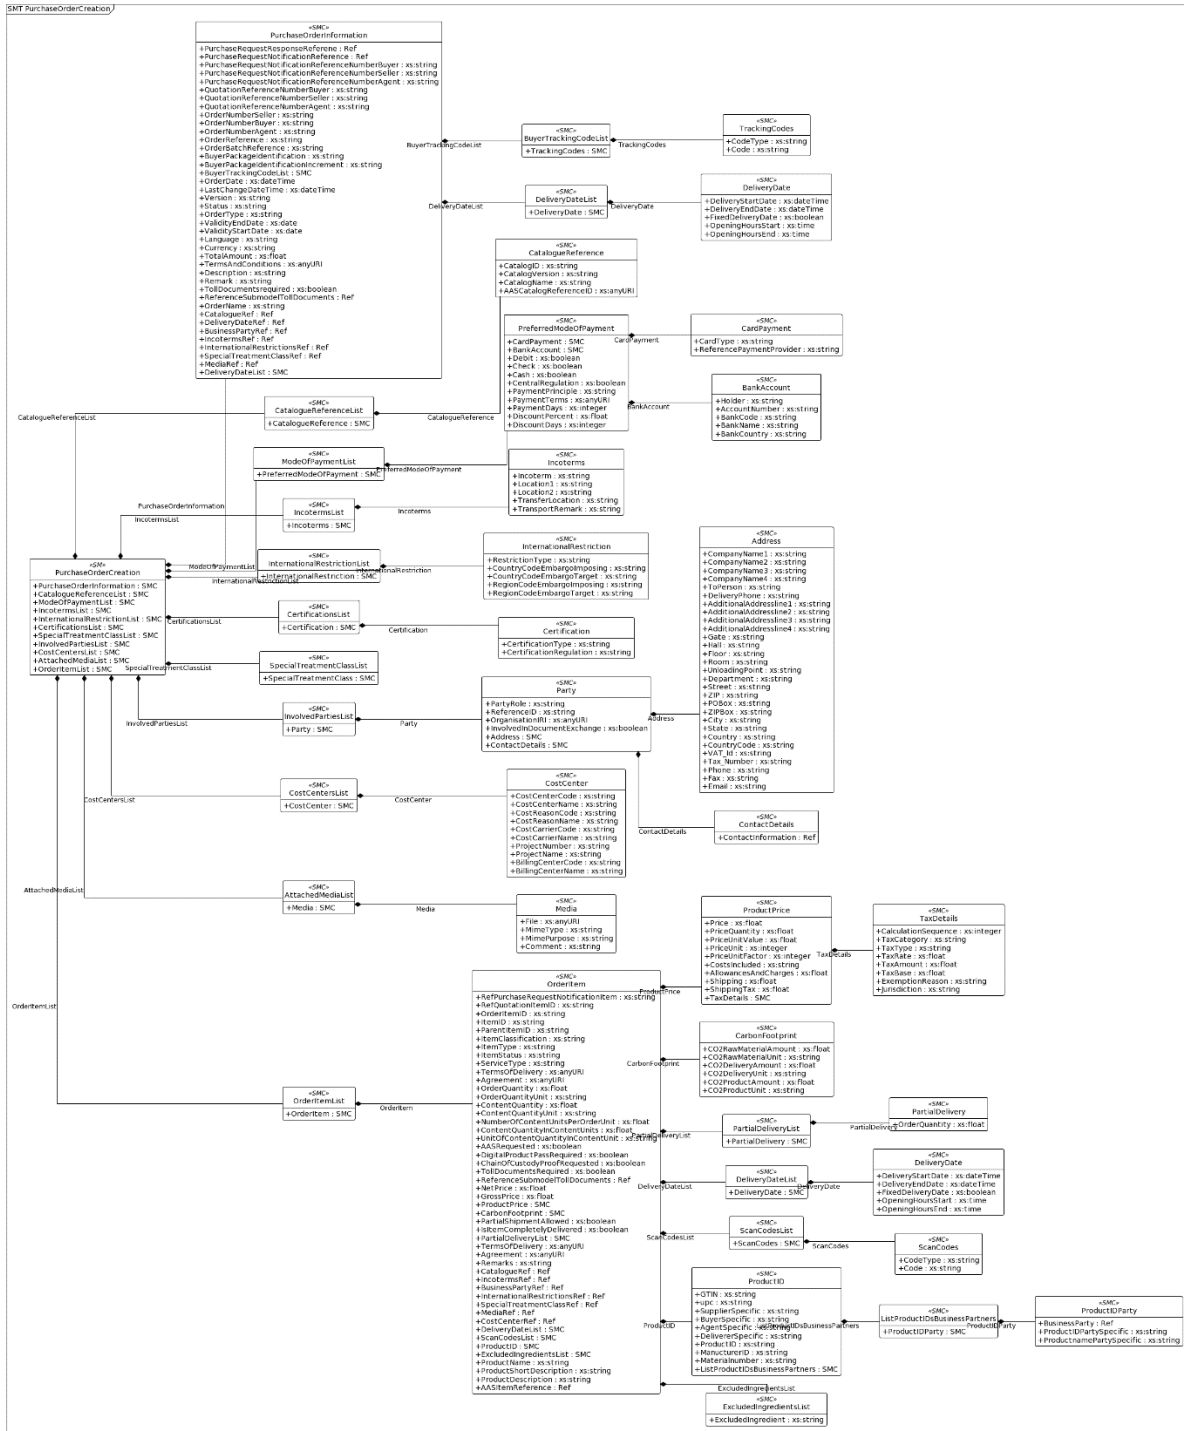 SMT PurchaseOrderCreation
«SMC»
PurchaseOrderInformation
+PurchaseRequestResponseReferene : Ref
+PurchaseRequestNotificationReference : Ref
+PurchaseRequestNotificationReferenceNumberBuyer : xs:string
+PurchaseRequestNotificationReferenceNumberSeller : xs:string
+PurchaseRequestNotificationReferenceNumberAgent : xs:string
+QuotationReferenceNumberBuyer : xs:string
+QuotationReferenceNumberSeller : xs:string
+QuotationReferenceNumberAgent : xs:string
+OrderNumberSeller : xs:string
+OrderNumberBuyer : xs:string
+OrderNumberAgent : xs:string
+OrderReference : xs:string
+OrderBatchReference : xs:string
+BuyerPackageIdentification : xs:string
+BuyerPackageIdentificationIncrement : xs:string
+BuyerTrackingCodeList : SMC
+OrderDate : xs:dateTime
+LastChangeDateTime : xs:dateTime
+Version : xs:string
+Status : xs:string
+OrderType : xs:string
+ValidityEndDate : xs:date
+ValidityStartDate : xs:date
+Language : xs:string
+Currency : xs:string
+TotalAmount : xs:float
+TermsAndConditions : xs:anyURI
+Description : xs:string
+Remark : xs:string
+TollDocumentsrequired : xs:boolean
+ReferenceSubmodelTollDocuments : Ref
+OrderName : xs:string
+CatalogueRef : Ref
+DeliveryDateRef : Ref
+BusinessPartyRef : Ref
+IncotermsRef : Ref
+InternationalRestrictionsRef : Ref
+SpecialTreatmentClassRef : Ref
+MediaRef : Ref
+DeliveryDateList : SMC
BuyerTrackingCodeList
«SMC»
BuyerTrackingCodeList
+TrackingCodes : SMC
TrackingCodes
«SMC»
TrackingCodes
+CodeType : xs:string
+Code : xs:string
DeliveryDateList
«SMC»
DeliveryDateList
+DeliveryDate : SMC
DeliveryDate
«SMC»
DeliveryDate
+DeliveryStartDate : xs:dateTime
+DeliveryEndDate : xs:dateTime
+FixedDeliveryDate : xs:boolean
+OpeningHoursStart : xs:time
+OpeningHoursEnd : xs:time
«SMC»
CatalogueReference
+CatalogID : xs:string
+CatalogVersion : xs:string
+CatalogName : xs:string
+AASCatalogReferenceID : xs:anyURI
«SMC»
PreferredModeOfPayment
+CardPayment : SMC
+BankAccount : SMC
+Debit : xs:boolean
+Check : xs:boolean
+Cash : xs:boolean
+CentralRegulation : xs:boolean
+PaymentPrinciple : xs:string
+PaymentTerms : xs:anyURI
+PaymentDays : xs:integer
+DiscountPercent : xs:float
+DiscountDays : xs:integer
CardPayment
«SMC»
CardPayment
+CardType : xs:string
+ReferencePaymentProvider : xs:string
BankAccount
«SMC»
BankAccount
+Holder : xs:string
+AccountNumber : xs:string
+BankCode : xs:string
+BankName : xs:string
+BankCountry : xs:string
CatalogueReferenceList
«SMC»
CatalogueReferenceList
+CatalogueReference : SMC
CatalogueReference
«SMC»
ModeOfPaymentList
+PreferredModeOfPayment : SMC
PreferredModeOfPayment
«SMC»
Incoterms
+Incoterm : xs:string
+Location1 : xs:string
+Location2 : xs:string
+TransferLocation : xs:string
+TransportRemark : xs:string
PurchaseOrderInformation
IncotermsList
«SMC»
IncotermsList
+Incoterms : SMC
Incoterms
«SM»
PurchaseOrderCreation
+PurchaseOrderInformation : SMC
+CatalogueReferenceList : SMC
+ModeOfPaymentList : SMC
+IncotermsList : SMC
+InternationalRestrictionList : SMC
+CertificationsList : SMC
+SpecialTreatmentClassList : SMC
+InvolvedPartiesList : SMC
+CostCentersList : SMC
+AttachedMediaList : SMC
+OrderItemList : SMC
ModeOfPaymentList
InternationalRestrictionList
«SMC»
InternationalRestrictionList
+InternationalRestriction : SMC
InternationalRestriction
«SMC»
InternationalRestriction
+RestrictionType : xs:string
+CountryCodeEmbargoImposing : xs:string
+CountryCodeEmbargoTarget : xs:string
+RegionCodeEmbargoImposing : xs:string
+RegionCodeEmbargoTarget : xs:string
CertificationsList
«SMC»
CertificationsList
+Certification : SMC
Certification
«SMC»
Certification
+CertificationType : xs:string
+CertificationRegulation : xs:string
SpecialTreatmentClassList
«SMC»
SpecialTreatmentClassList
+SpecialTreatmentClass : SMC
InvolvedPartiesList
«SMC»
InvolvedPartiesList
+Party : SMC
Party
«SMC»
Party
+PartyRole : xs:string
+ReferenceID : xs:string
+OrganisationIRI : xs:anyURI
+InvolvedInDocumentExchange : xs:boolean
+Address : SMC
+ContactDetails : SMC
Address
«SMC»
Address
+CompanyName1 : xs:string
+CompanyName2 : xs:string
+CompanyName3 : xs:string
+CompanyName4 : xs:string
+ToPerson : xs:string
+DeliveryPhone : xs:string
+AdditionalAddressline1 : xs:string
+AdditionalAddressline2 : xs:string
+AdditionalAddressline3 : xs:string
+AdditionalAddressline4 : xs:string
+Gate : xs:string
+Hall : xs:string
+Floor : xs:string
+Room : xs:string
+UnloadingPoint : xs:string
+Department : xs:string
+Street : xs:string
+ZIP : xs:string
+POBox : xs:string
+ZIPBox : xs:string
+City : xs:string
+State : xs:string
+Country : xs:string
+CountryCode : xs:string
+VAT_Id : xs:string
+Tax_Number : xs:string
+Phone : xs:string
+Fax : xs:string
+Email : xs:string
ContactDetails
«SMC»
ContactDetails
+ContactInformation : Ref
CostCentersList
«SMC»
CostCentersList
+CostCenter : SMC
CostCenter
«SMC»
CostCenter
+CostCenterCode : xs:string
+CostCenterName : xs:string
+CostReasonCode : xs:string
+CostReasonName : xs:string
+CostCarrierCode : xs:string
+CostCarrierName : xs:string
+ProjectNumber : xs:string
+ProjectName : xs:string
+BillingCenterCode : xs:string
+BillingCenterName : xs:string
AttachedMediaList
«SMC»
AttachedMediaList
+Media : SMC
Media
«SMC»
Media
+File : xs:anyURI
+MimeType : xs:string
+MimePurpose : xs:string
+Comment : xs:string
OrderItemList
«SMC»
OrderItemList
+OrderItem : SMC
OrderItem
«SMC»
OrderItem
+RefPurchaseRequestNotificationItem : xs:string
+RefQuotationItemID : xs:string
+OrderItemID : xs:string
+ItemID : xs:string
+ParentItemID : xs:string
+ItemClassification : xs:string
+ItemType : xs:string
+ItemStatus : xs:string
+ServiceType : xs:string
+TermsOfDelivery : xs:anyURI
+Agreement : xs:anyURI
+OrderQuantity : xs:float
+OrderQuantityUnit : xs:string
+ContentQuantity : xs:float
+ContentQuantityUnit : xs:string
+NumberOfContentUnitsPerOrderUnit : xs:float
+ContentQuantityInContentUnits : xs:float
+UnitOfContentQuantityInContentUnit : xs:string
+AASRequested : xs:boolean
+DigitalProductPassRequired : xs:boolean
+ChainOfCustodyProofRequested : xs:boolean
+TollDocumentsRequired : xs:boolean
+ReferenceSubmodelTollDocuments : Ref
+NetPrice : xs:float
+GrossPrice : xs:float
+ProductPrice : SMC
+CarbonFootprint : SMC
+PartialShipmentAllowed : xs:boolean
+IsItemCompletelyDelivered : xs:boolean
+PartialDeliveryList : SMC
+TermsOfDelivery : xs:anyURI
+Agreement : xs:anyURI
+Remarks : xs:string
+CatalogueRef : Ref
+IncotermsRef : Ref
+BusinessPartyRef : Ref
+InternationalRestrictionsRef : Ref
+SpecialTreatmentClassRef : Ref
+MediaRef : Ref
+CostCenterRef : Ref
+DeliveryDateList : SMC
+ScanCodesList : SMC
+ProductID : SMC
+ExcludedIngredientsList : SMC
+ProductName : xs:string
+ProductShortDescription : xs:string
+ProductDescription : xs:string
+AASItemReference : Ref
ProductPrice
«SMC»
ProductPrice
+Price : xs:float
+PriceQuantity : xs:float
+PriceUnitValue : xs:float
+PriceUnit : xs:integer
+PriceUnitFactor : xs:integer
+CostsIncluded : xs:string
+AllowancesAndCharges : xs:float
+Shipping : xs:float
+ShippingTax : xs:float
+TaxDetails : SMC
TaxDetails
«SMC»
TaxDetails
+CalculationSequence : xs:integer
+TaxCategory : xs:string
+TaxType : xs:string
+TaxRate : xs:float
+TaxAmount : xs:float
+TaxBase : xs:float
+ExemptionReason : xs:string
+Jurisdiction : xs:string
CarbonFootprint
«SMC»
CarbonFootprint
+CO2RawMaterialAmount : xs:float
+CO2RawMaterialUnit : xs:string
+CO2DeliveryAmount : xs:float
+CO2DeliveryUnit : xs:string
+CO2ProductAmount : xs:float
+CO2ProductUnit : xs:string
PartialDeliveryList
«SMC»
PartialDeliveryList
+PartialDelivery : SMC
PartialDelivery
«SMC»
PartialDelivery
+OrderQuantity : xs:float
DeliveryDateList
«SMC»
DeliveryDateList
+DeliveryDate : SMC
DeliveryDate
«SMC»
DeliveryDate
+DeliveryStartDate : xs:dateTime
+DeliveryEndDate : xs:dateTime
+FixedDeliveryDate : xs:boolean
+OpeningHoursStart : xs:time
+OpeningHoursEnd : xs:time
ScanCodesList
«SMC»
ScanCodesList
+ScanCodes : SMC
ScanCodes
«SMC»
ScanCodes
+CodeType : xs:string
+Code : xs:string
ProductID
«SMC»
ProductID
+GTIN : xs:string
+upc : xs:string
+SupplierSpecific : xs:string
+BuyerSpecific : xs:string
+AgentSpecific : xs:string
+DelivererSpecific : xs:string
+ProductID : xs:string
+ManucturerID : xs:string
+Materialnumber : xs:string
+ListProductIDsBusinessPartners : SMC
ListProductIDsBusinessPartners
«SMC»
ListProductIDsBusinessPartners
+ProductIDParty : SMC
ProductIDParty
«SMC»
ProductIDParty
+BusinessParty : Ref
+ProductIDPartySpecific : xs:string
+ProductnamePartySpecific : xs:string
ExcludedIngredientsList
«SMC»
ExcludedIngredientsList
+ExcludedIngredient : xs:string